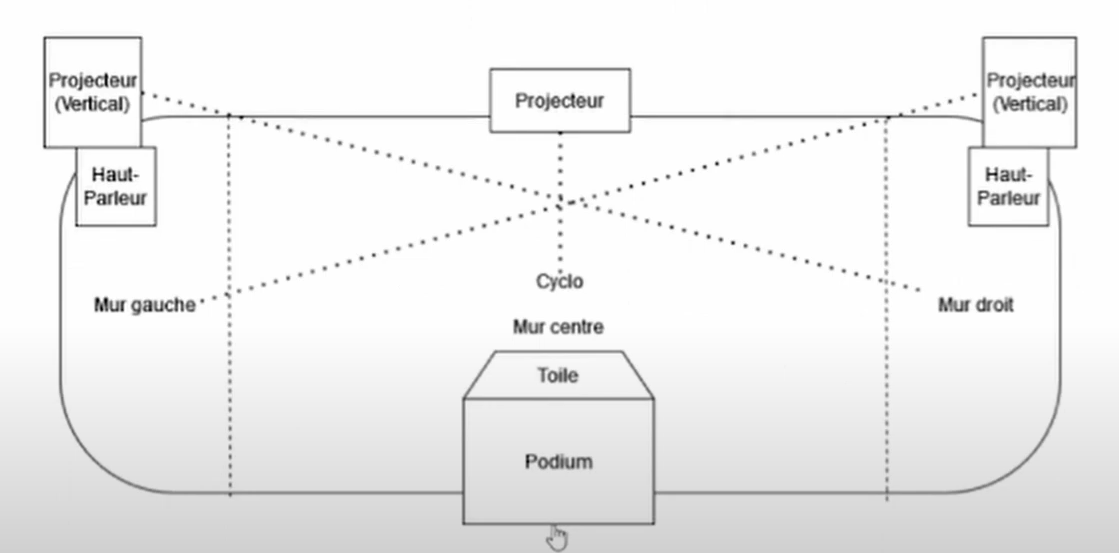 Projecteur
(Vertical)
Projecteur
Projecteur
(Vertical)
Haut-
Parleur
Haut-
Parleur
Cyclo
Mur gauche
Mur droit
Mur centre
Toile
Podium